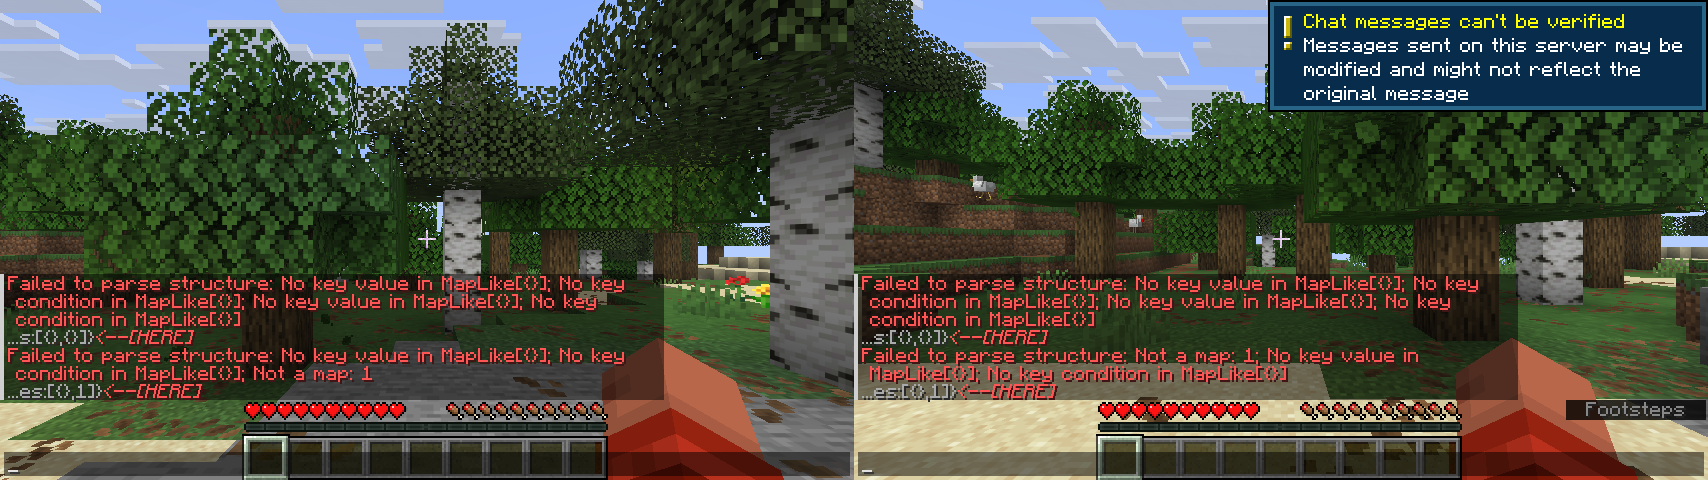 Chat messages can't be verified
Messages sent on this server may be
modified and might not reflect the
original message
Failed to parse structure: No key value in MapLike[{}]; No key
condition in MapLike[{}]; No key value in MapLike[{}]; No key
condition in MapLike[{}]
...s:[{},{}]}<--[HERE]
Failed to parse structure: No key value in MapLike[{}]; No key
condition in MapLike[{}]; Not a map: 1
...es:[{},1]}<--[HERE]
_
Failed to parse structure: No key value in MapLike[{}]; No key
condition in MapLike[{}]; No key value in MapLike[{}]; No key
condition in MapLike[{}]
...s:[{},{}]}<--[HERE]
Failed to parse structure: Not a map: 1; No key value in
MapLike[{}]; No key condition in MapLike[{}]
...es:[{},1]}<--[HERE]
Footsteps
_